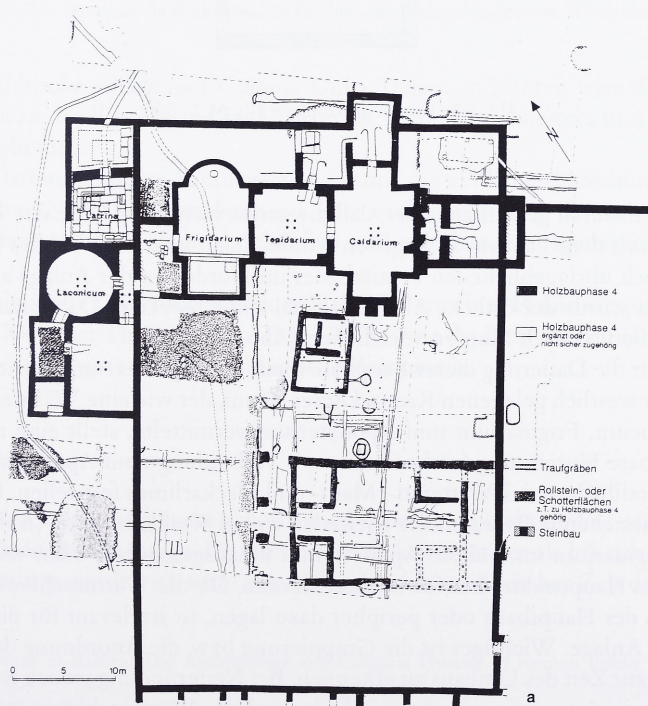 N
Latrina
Frigidarium
Tepidarium
Caldarium
Laconicum
Holzbauphase 4
Holzbauphase 4
ergänzt oder
nicht sicher zugehörig
Traufgräben
Rollstein- oder
Schotterflächen
z.T. zu Holzbauphase 4
gehörig
Steinbau
0 5 10m
a